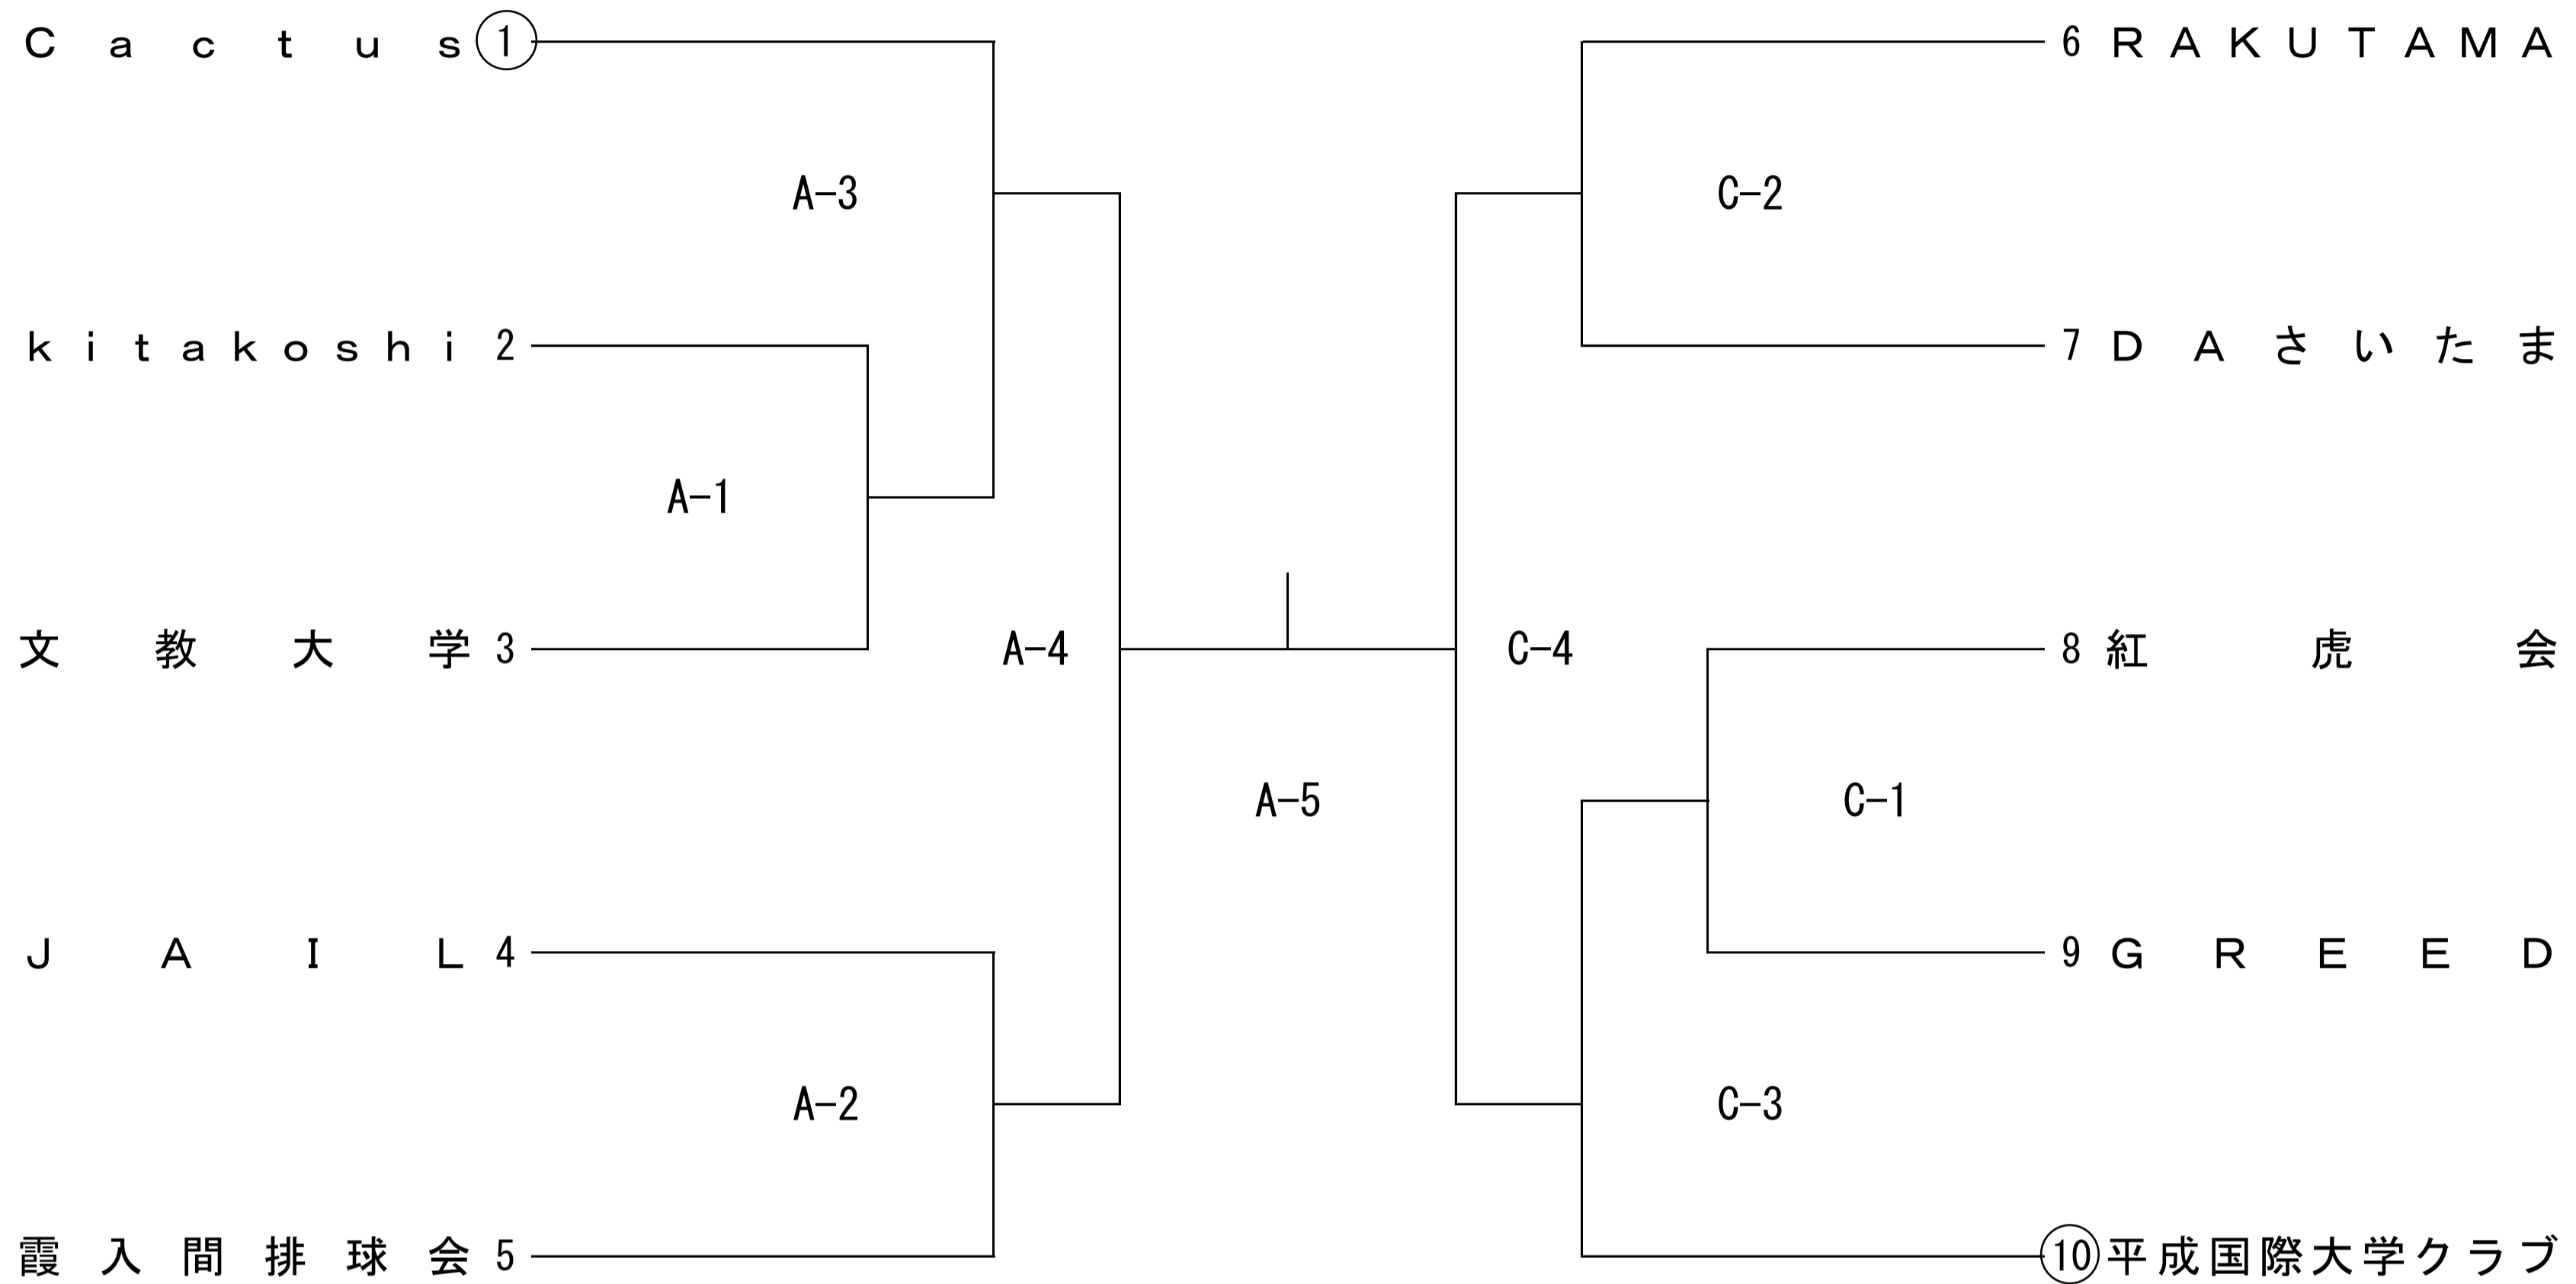 Cactus ① 6 RAKUTAMA
A-3 C-2
kitakoshi 2 7 DAさいたま
A-1
文教大学 3 A-4 C-4 8 紅虎会
A-5 C-1
JAIL 4 9 GREED
A-2 C-3
霞入間排球会 5 ⑩ 平成国際大学クラブ